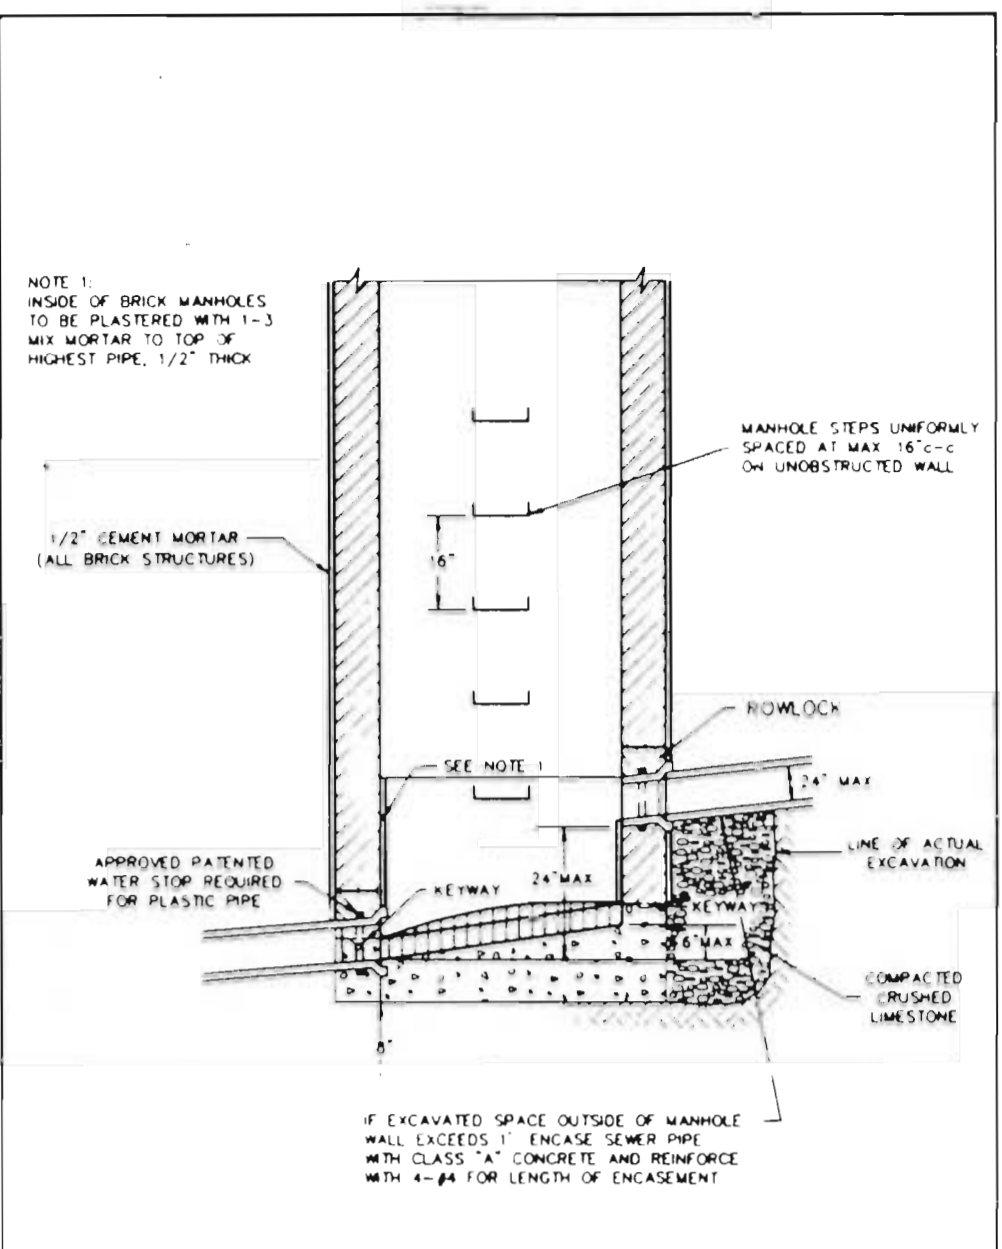 NOTE 1:
INSIDE OF BRICK MANHOLES
TO BE PLASTERED WITH 1-3
MIX MORTAR TO TOP OF
HIGHEST PIPE, 1/2" THICK
MANHOLE STEPS UNIFORMLY
SPACED AT MAX 16"c-c
ON UNOBSTRUCTED WALL
1/2" CEMENT MORTAR
(ALL BRICK STRUCTURES)
16"
ROWLOCK
SEE NOTE 1
24" MAX
LINE OF ACTUAL
EXCAVATION
APPROVED PATENTED
WATER STOP REQUIRED
FOR PLASTIC PIPE
KEYWAY
24"MAX
KEYWAY
6"MAX
COMPACTED
CRUSHED
LIMESTONE
8"
IF EXCAVATED SPACE OUTSIDE OF MANHOLE
WALL EXCEEDS 1' ENCASE SEWER PIPE
WITH CLASS "A" CONCRETE AND REINFORCE
WITH 4-#4 FOR LENGTH OF ENCASEMENT